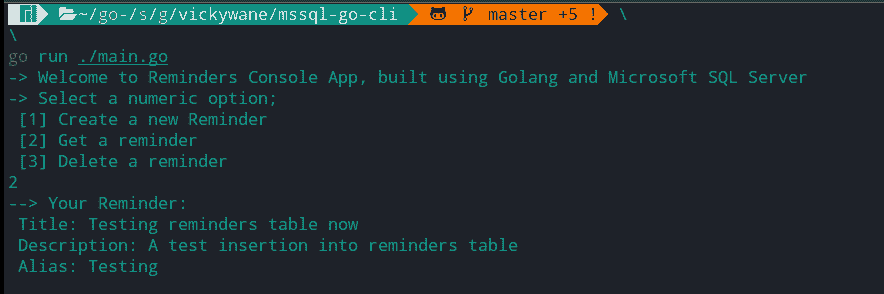 ~/go-/s/g/vickywane/mssql-go-cli master +5 ! \
\
go run ./main.go
-> Welcome to Reminders Console App, built using Golang and Microsoft SQL Server
-> Select a numeric option;
[1] Create a new Reminder
[2] Get a reminder
[3] Delete a reminder
2
--> Your Reminder:
Title: Testing reminders table now
Description: A test insertion into reminders table
Alias: Testing